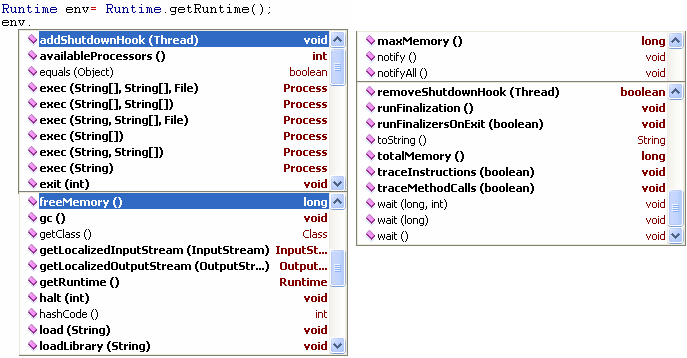 Runtime env= Runtime.getRuntime();
env.
addShutdownHook (Thread) void
availableProcessors () int
equals (Object) boolean
exec (String[], String[], File) Process
exec (String[], String[]) Process
exec (String, String[], File) Process
exec (String[]) Process
exec (String, String[]) Process
exec (String) Process
exit (int) void
freeMemory () long
gc () void
getClass () Class
getLocalizedInputStream (InputStream) InputSt...
getLocalizedOutputStream (OutputStr...) Output...
getRuntime () Runtime
halt (int) void
hashCode () int
load (String) void
loadLibrary (String) void
maxMemory () long
notify () void
notifyAll () void
removeShutdownHook (Thread) boolean
runFinalization () void
runFinalizersOnExit (boolean) void
toString () String
totalMemory () long
traceInstructions (boolean) void
traceMethodCalls (boolean) void
wait (long, int) void
wait (long) void
wait () void